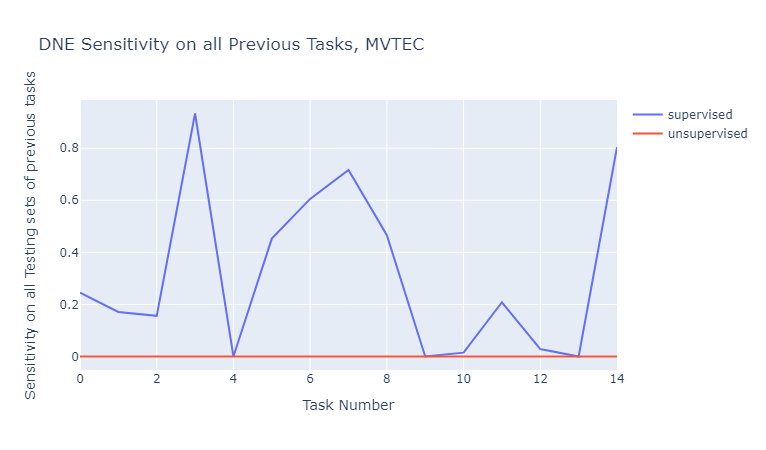 DNE Sensitivity on all Previous Tasks, MVTEC
Sensitivity on all Testing sets of previous tasks
0.8
0.6
0.4
0.2
0
0 2 4 6 8 10 12 14
Task Number
supervised
unsupervised